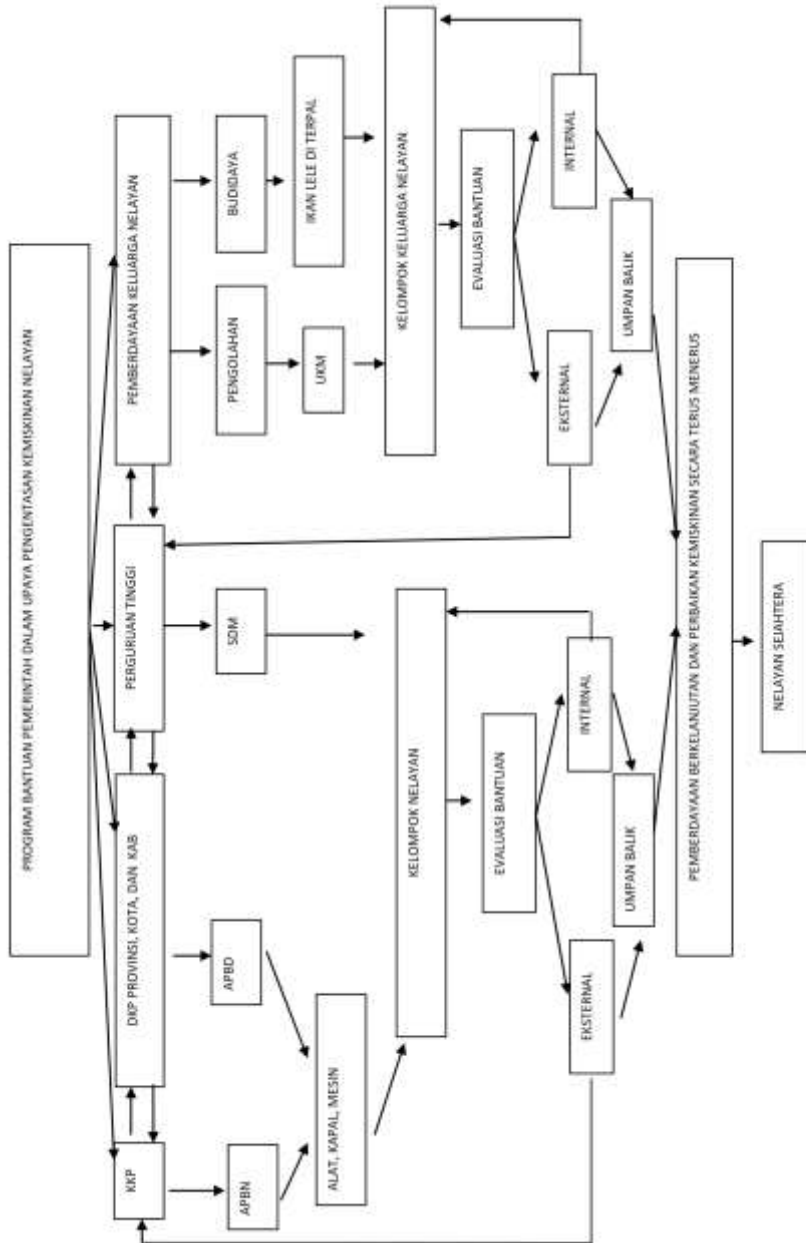 PROGRAM BANTUAN PEMERINTAH DALAM UPAYA PENGENTASAN KEMISKINAN NELAYAN
KKP
DKP PROVINSI, KOTA, DAN KAB
PERGURUAN TINGGI
PEMBERDAYAAN KELUARGA NELAYAN
APBN
APBD
SDM
PENGOLAHAN
BUDIDAYA
ALAT, KAPAL, MESIN
UKM
IKAN LELE DI TERPAL
KELOMPOK NELAYAN
KELOMPOK KELUARGA NELAYAN
EVALUASI BANTUAN
EVALUASI BANTUAN
EKSTERNAL
INTERNAL
EKSTERNAL
INTERNAL
UMPAN BALIK
UMPAN BALIK
PEMBERDAYAAN BERKELANJUTAN DAN PERBAIKAN KEMISKINAN SECARA TERUS MENERUS
NELAYAN SEJAHTERA